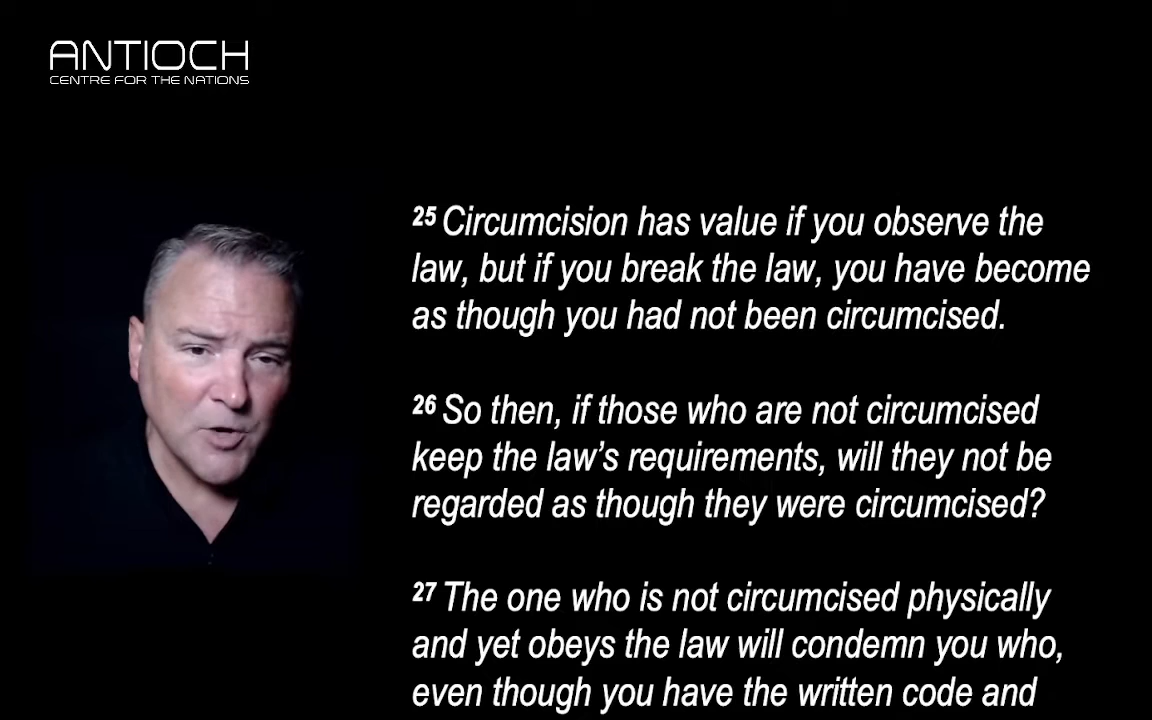 ANTIOCH
CENTRE FOR THE NATIONS
25 Circumcision has value if you observe the
law, but if you break the law, you have become
as though you had not been circumcised.
26 So then, if those who are not circumcised
keep the law’s requirements, will they not be
regarded as though they were circumcised?
27 The one who is not circumcised physically
and yet obeys the law will condemn you who,
even though you have the written code and